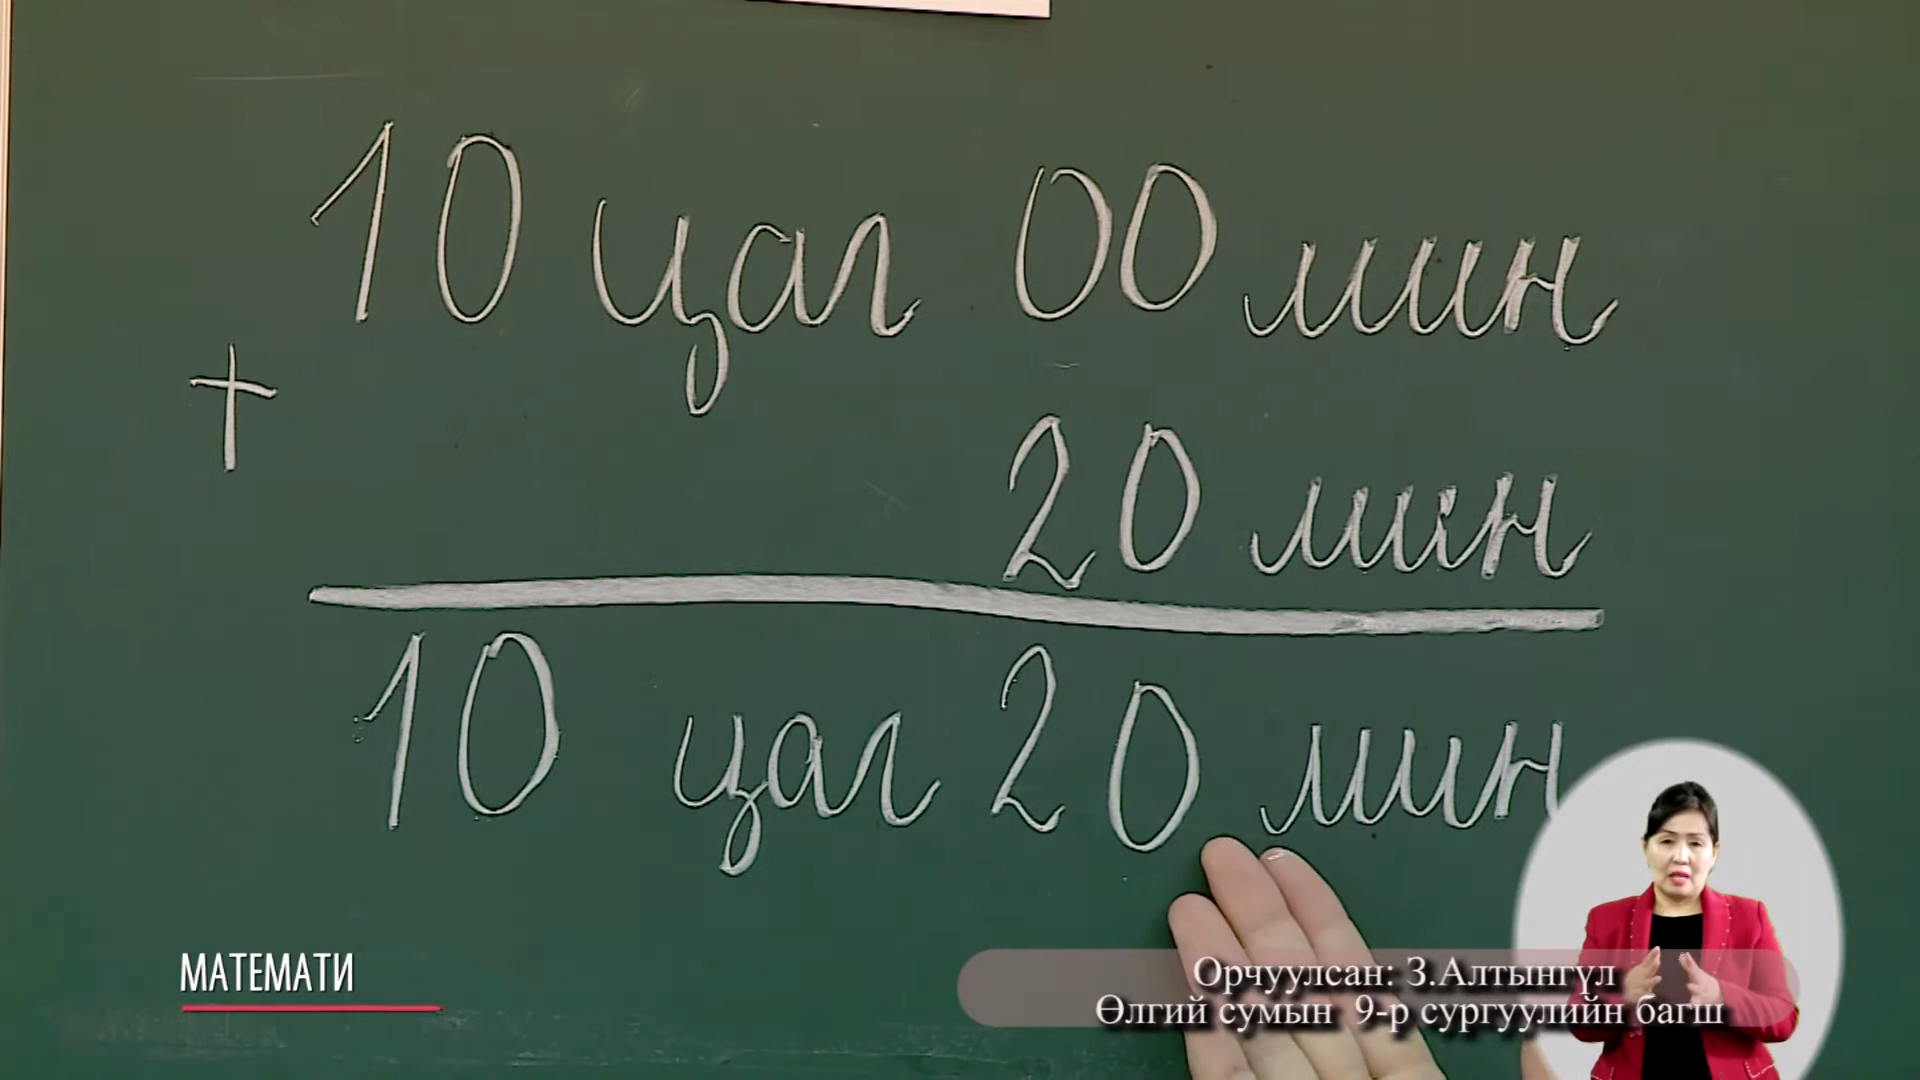 10 цаг 00 мин
+
20 мин
10 цаг 20 мин
МАТЕМАТИ
Орчуулсан: З.Алтынгүл
Өлгий сумын 9-р сургуулийн багш